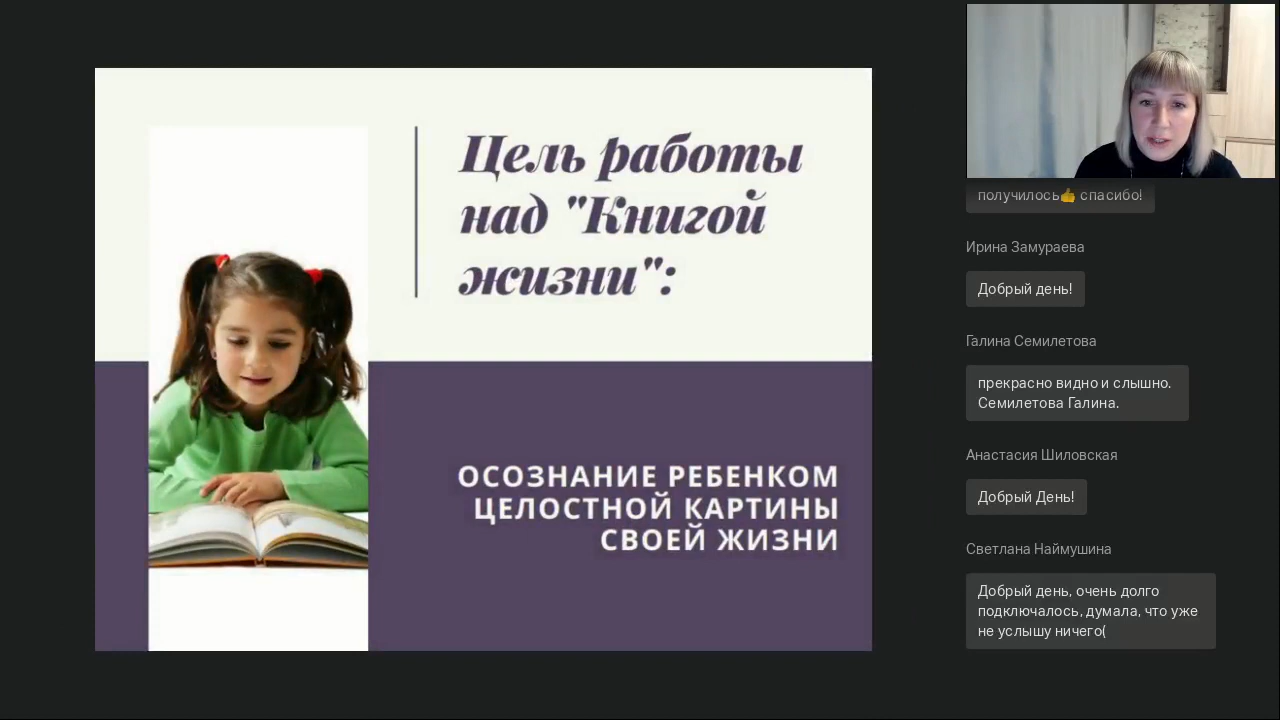 Цель работы
над "Книгой
жизни":
ОСОЗНАНИЕ РЕБЕНКОМ
ЦЕЛОСТНОЙ КАРТИНЫ
СВОЕЙ ЖИЗНИ
получилось👍 спасибо!
Ирина Замураева
Добрый день!
Галина Семилетова
прекрасно видно и слышно.
Семилетова Галина.
Анастасия Шиловская
Добрый День!
Светлана Наймушина
Добрый день, очень долго
подключалось, думала, что уже
не услышу ничего(